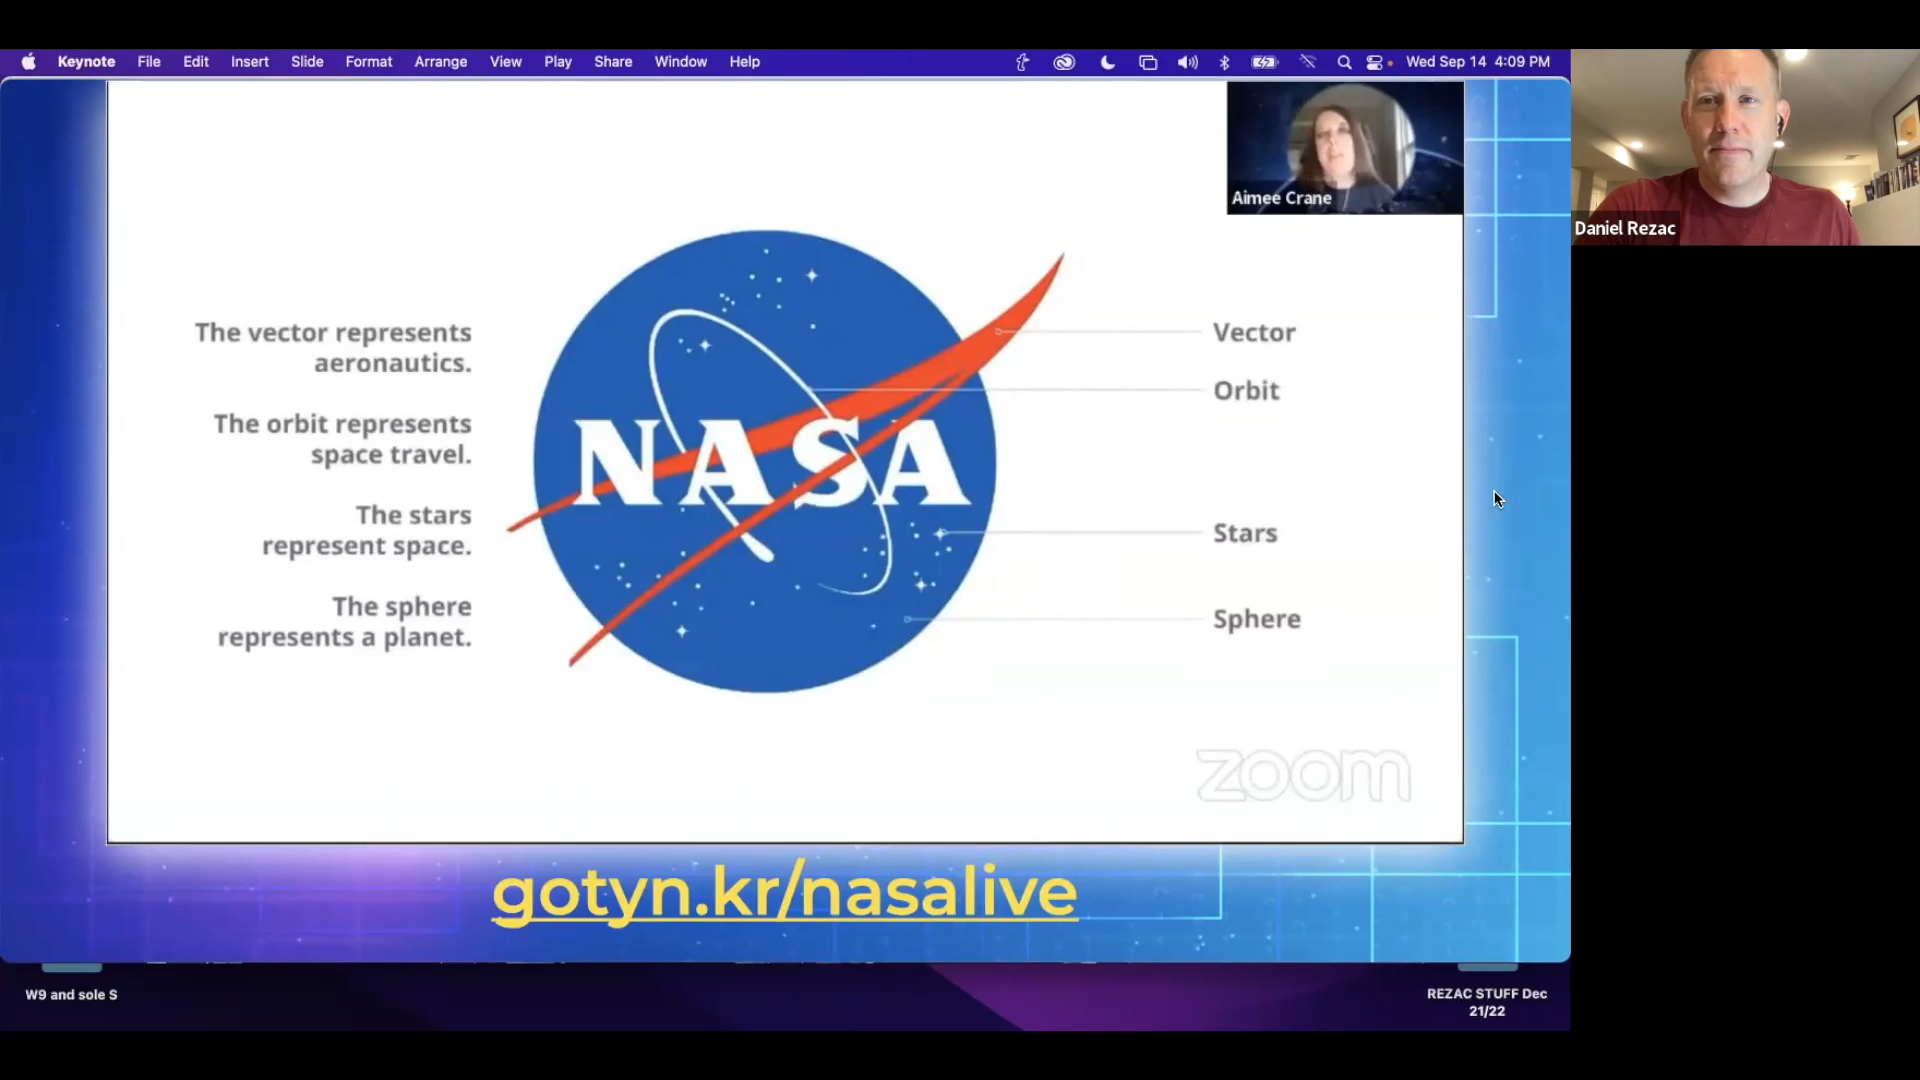 Keynote File Edit Insert Slide Format Arrange View Play Share Window Help Wed Sep 14 4:09 PM
Aimee Crane
Daniel Rezac
The vector represents
aeronautics.
The orbit represents
space travel.
The stars
represent space.
The sphere
represents a planet.
NASA
Vector
Orbit
Stars
Sphere
zoom
gotyn.kr/nasalive
W9 and sole S
REZAC STUFF Dec
21/22